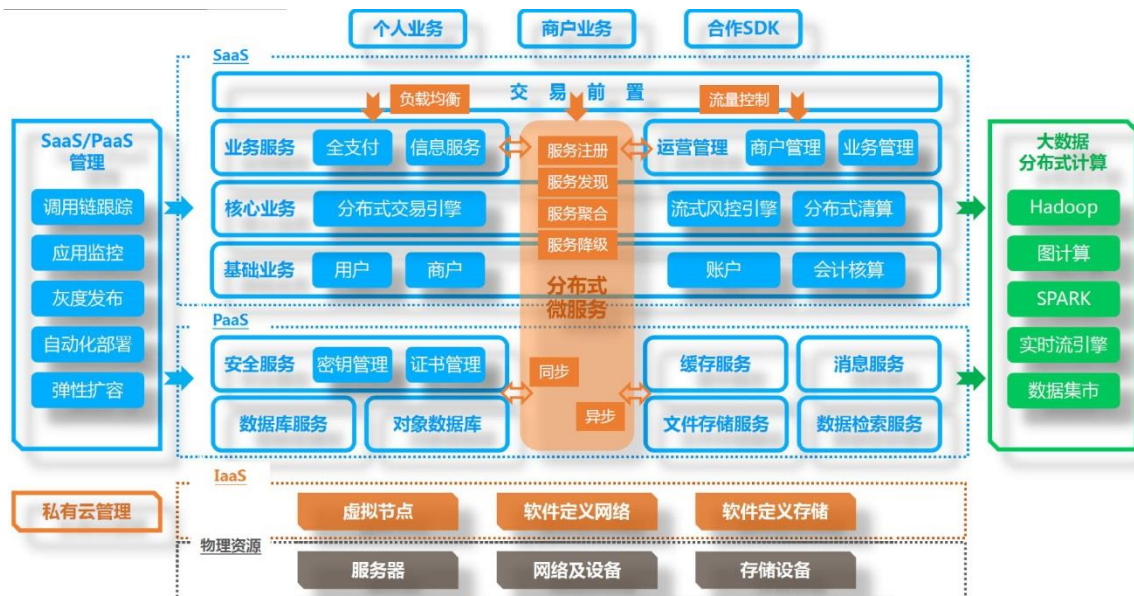 个人业务
商户业务
合作SDK
SaaS
交易前置
负载均衡
流量控制
SaaS/PaaS
管理
调用链跟踪
应用监控
灰度发布
自动化部署
弹性扩容
业务服务
全支付
信息服务
服务注册
服务发现
服务聚合
服务降级
分布式
微服务
运营管理
商户管理
业务管理
核心业务
分布式交易引擎
流式风控引擎
分布式清算
基础业务
用户
商户
账户
会计核算
大数据
分布式计算
Hadoop
图计算
SPARK
实时流引擎
数据集市
PaaS
安全服务
密钥管理
证书管理
同步
异步
缓存服务
消息服务
数据库服务
对象数据库
文件存储服务
数据检索服务
IaaS
私有云管理
虚拟节点
软件定义网络
软件定义存储
物理资源
服务器
网络及设备
存储设备